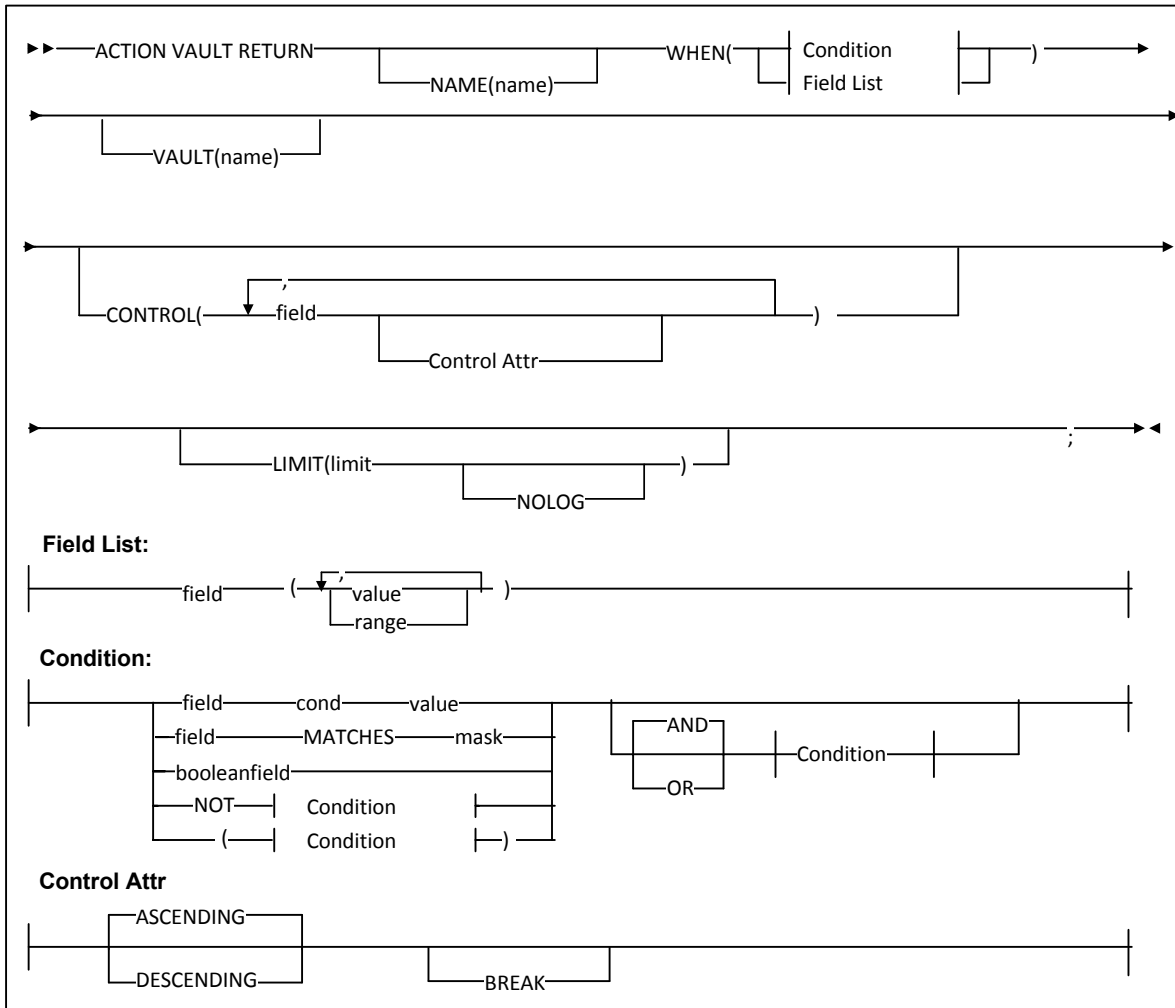 ACTION VAULT RETURN WHEN( Condition )
NAME(name) Field List
VAULT(name)
,
CONTROL( field )
Control Attr
;
LIMIT(limit )
NOLOG
Field List:
,
field ( value )
range
Condition:
field cond value AND
field MATCHES mask Condition
booleanfield OR
NOT Condition
( Condition )
Control Attr
ASCENDING
DESCENDING BREAK